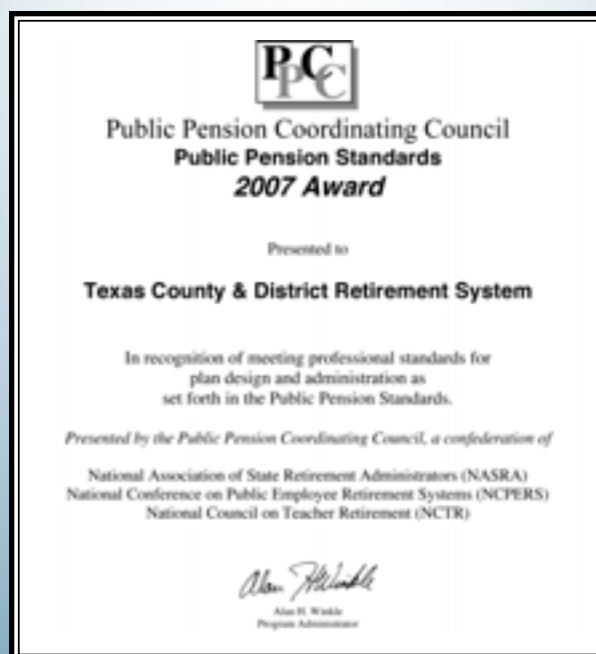 PPCC
Public Pension Coordinating Council
Public Pension Standards
2007 Award
Presented to
Texas County & District Retirement System
In recognition of meeting professional standards for
plan design and administration as
set forth in the Public Pension Standards.
Presented by the Public Pension Coordinating Council, a confederation of
National Association of State Retirement Administrators (NASRA)
National Conference on Public Employee Retirement Systems (NCPERS)
National Council on Teacher Retirement (NCTR)
Alan H. Winkle
Alan H. Winkle
Program Administrator